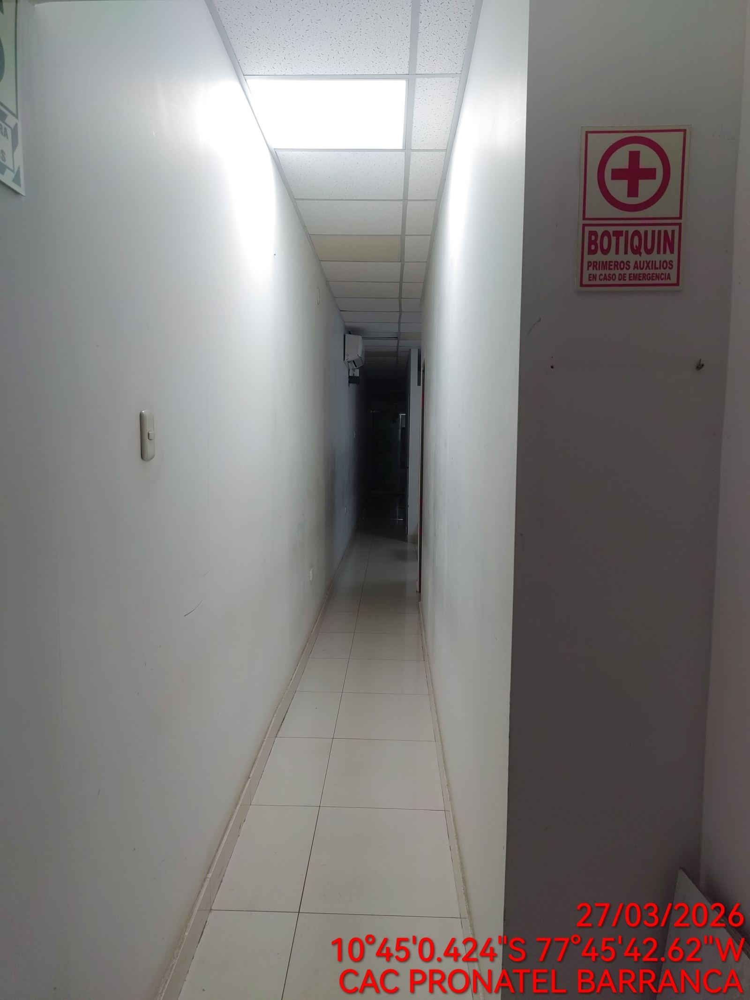 BOTIQUIN
PRIMEROS AUXILIOS
EN CASO DE EMERGENCIA
27/03/2026
10°45'0.424"S 77°45'42.62"W
CAC PRONATEL BARRANCA